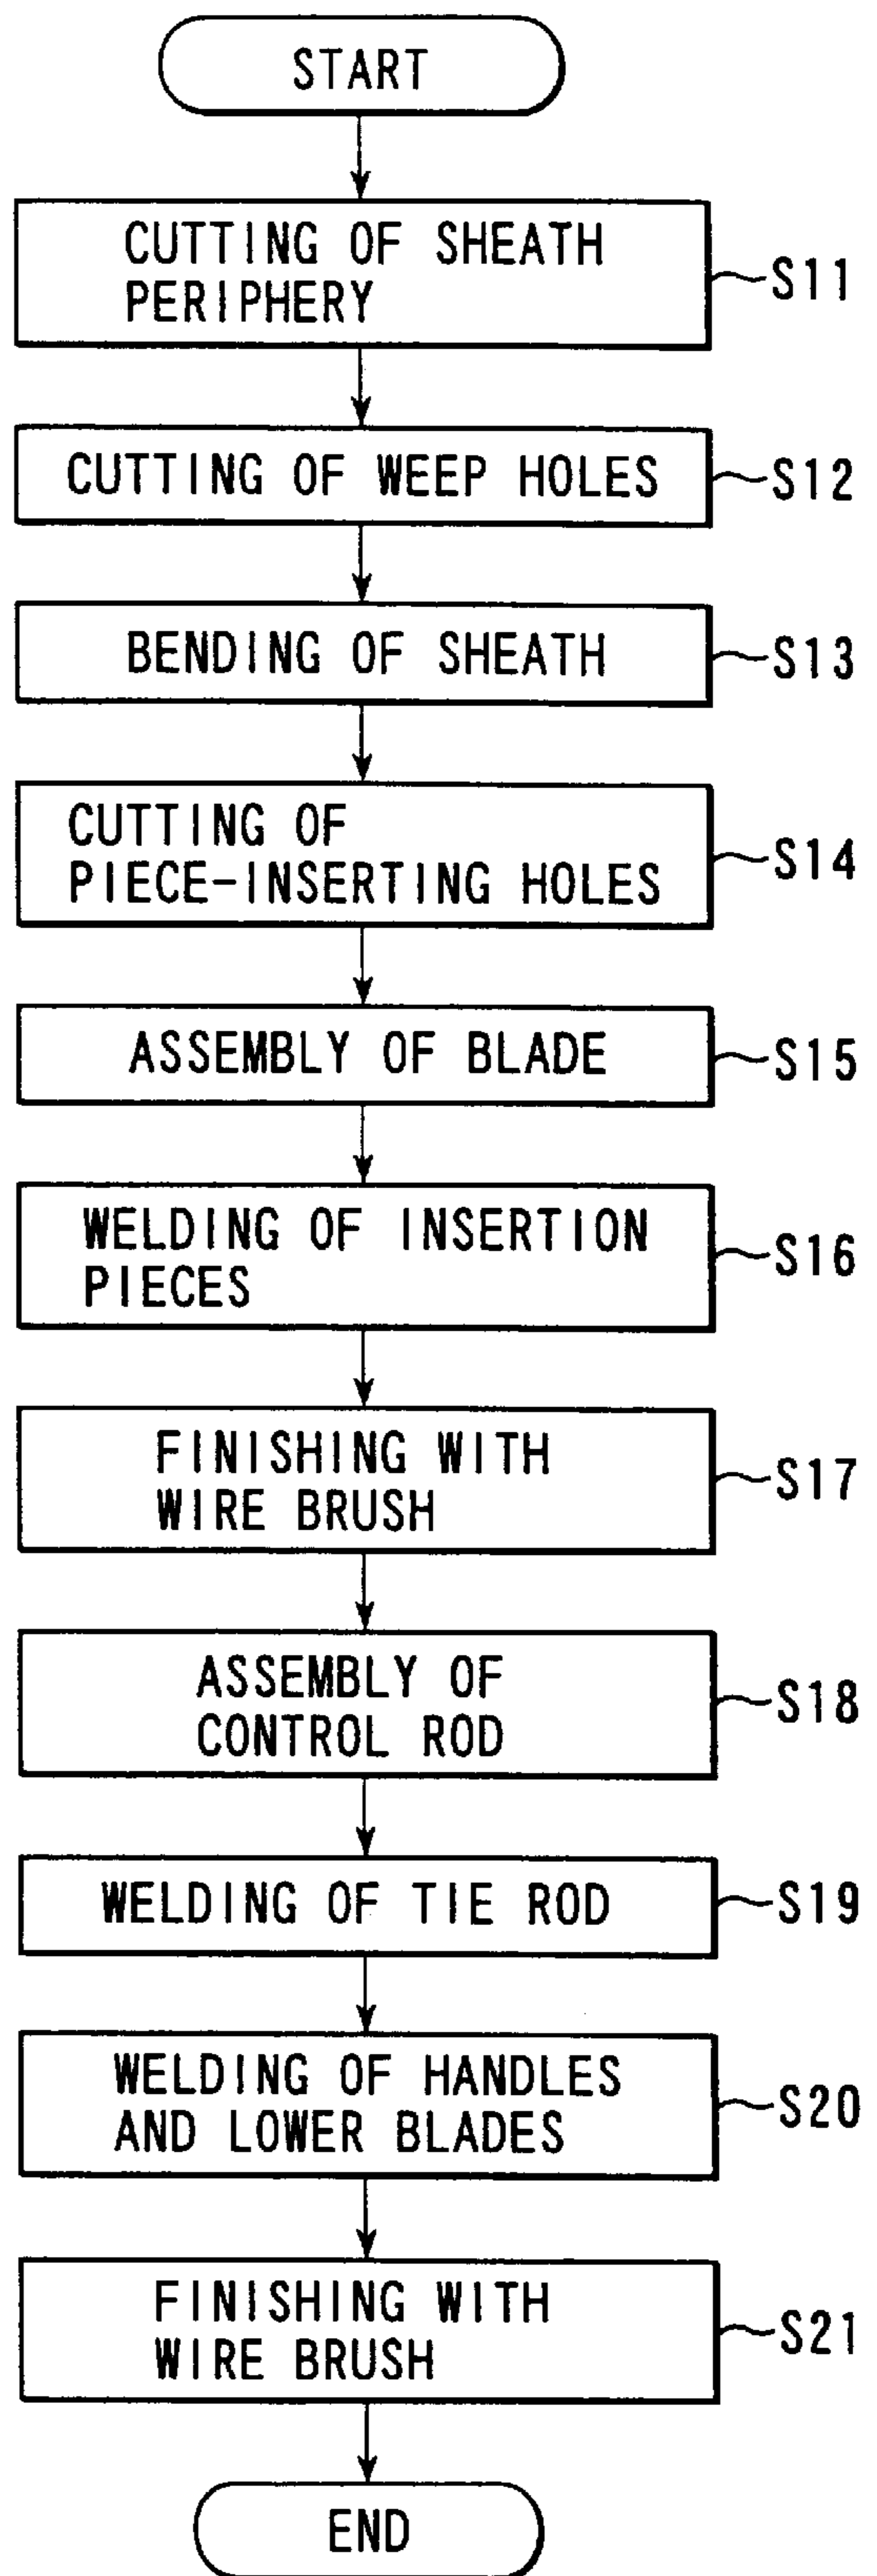 START
CUTTING OF SHEATH
PERIPHERY
S11
CUTTING OF WEEP HOLES
S12
BENDING OF SHEATH
S13
CUTTING OF
PIECE-INSERTING HOLES
S14
ASSEMBLY OF BLADE
S15
WELDING OF INSERTION
PIECES
S16
FINISHING WITH
WIRE BRUSH
S17
ASSEMBLY OF
CONTROL ROD
S18
WELDING OF TIE ROD
S19
WELDING OF HANDLES
AND LOWER BLADES
S20
FINISHING WITH
WIRE BRUSH
S21
END